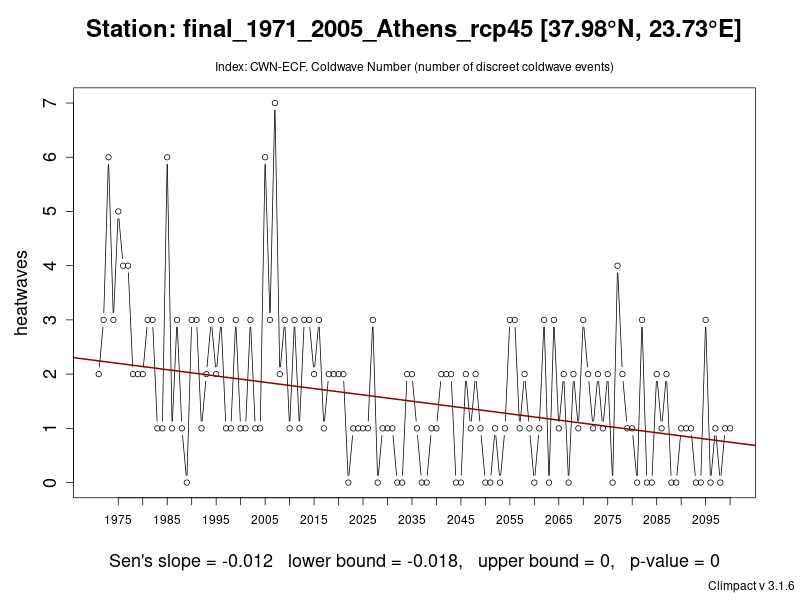 Station: final_1971_2005_Athens_rcp45 [37.98°N, 23.73°E]
Index: CWN-ECF. Coldwave Number (number of discreet coldwave events)
7
6
5
4
3
2
1
0
heatwaves
1975 1985 1995 2005 2015 2025 2035 2045 2055 2065 2075 2085 2095
Sen's slope = -0.012 lower bound = -0.018, upper bound = 0, p-value = 0
Climpact v 3.1.6